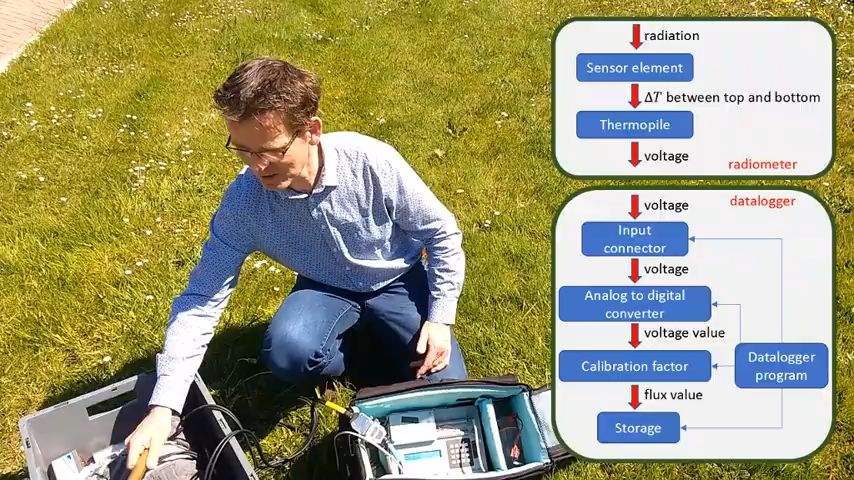 radiation
Sensor element
ΔT between top and bottom
Thermopile
voltage
radiometer
voltage
datalogger
Input
connector
voltage
Analog to digital
converter
voltage value
Calibration factor
Datalogger
program
flux value
Storage